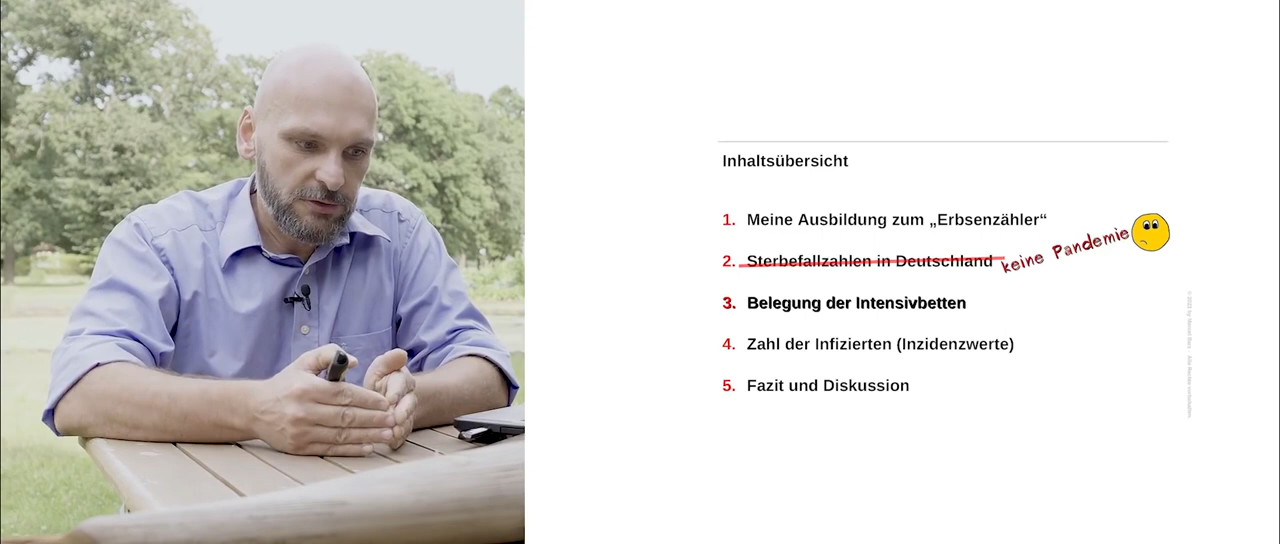 Inhaltsübersicht
1. Meine Ausbildung zum „Erbsenzähler“
2. Sterbefallzahlen in Deutschland keine Pandemie
3. Belegung der Intensivbetten
4. Zahl der Infizierten (Inzidenzwerte)
5. Fazit und Diskussion